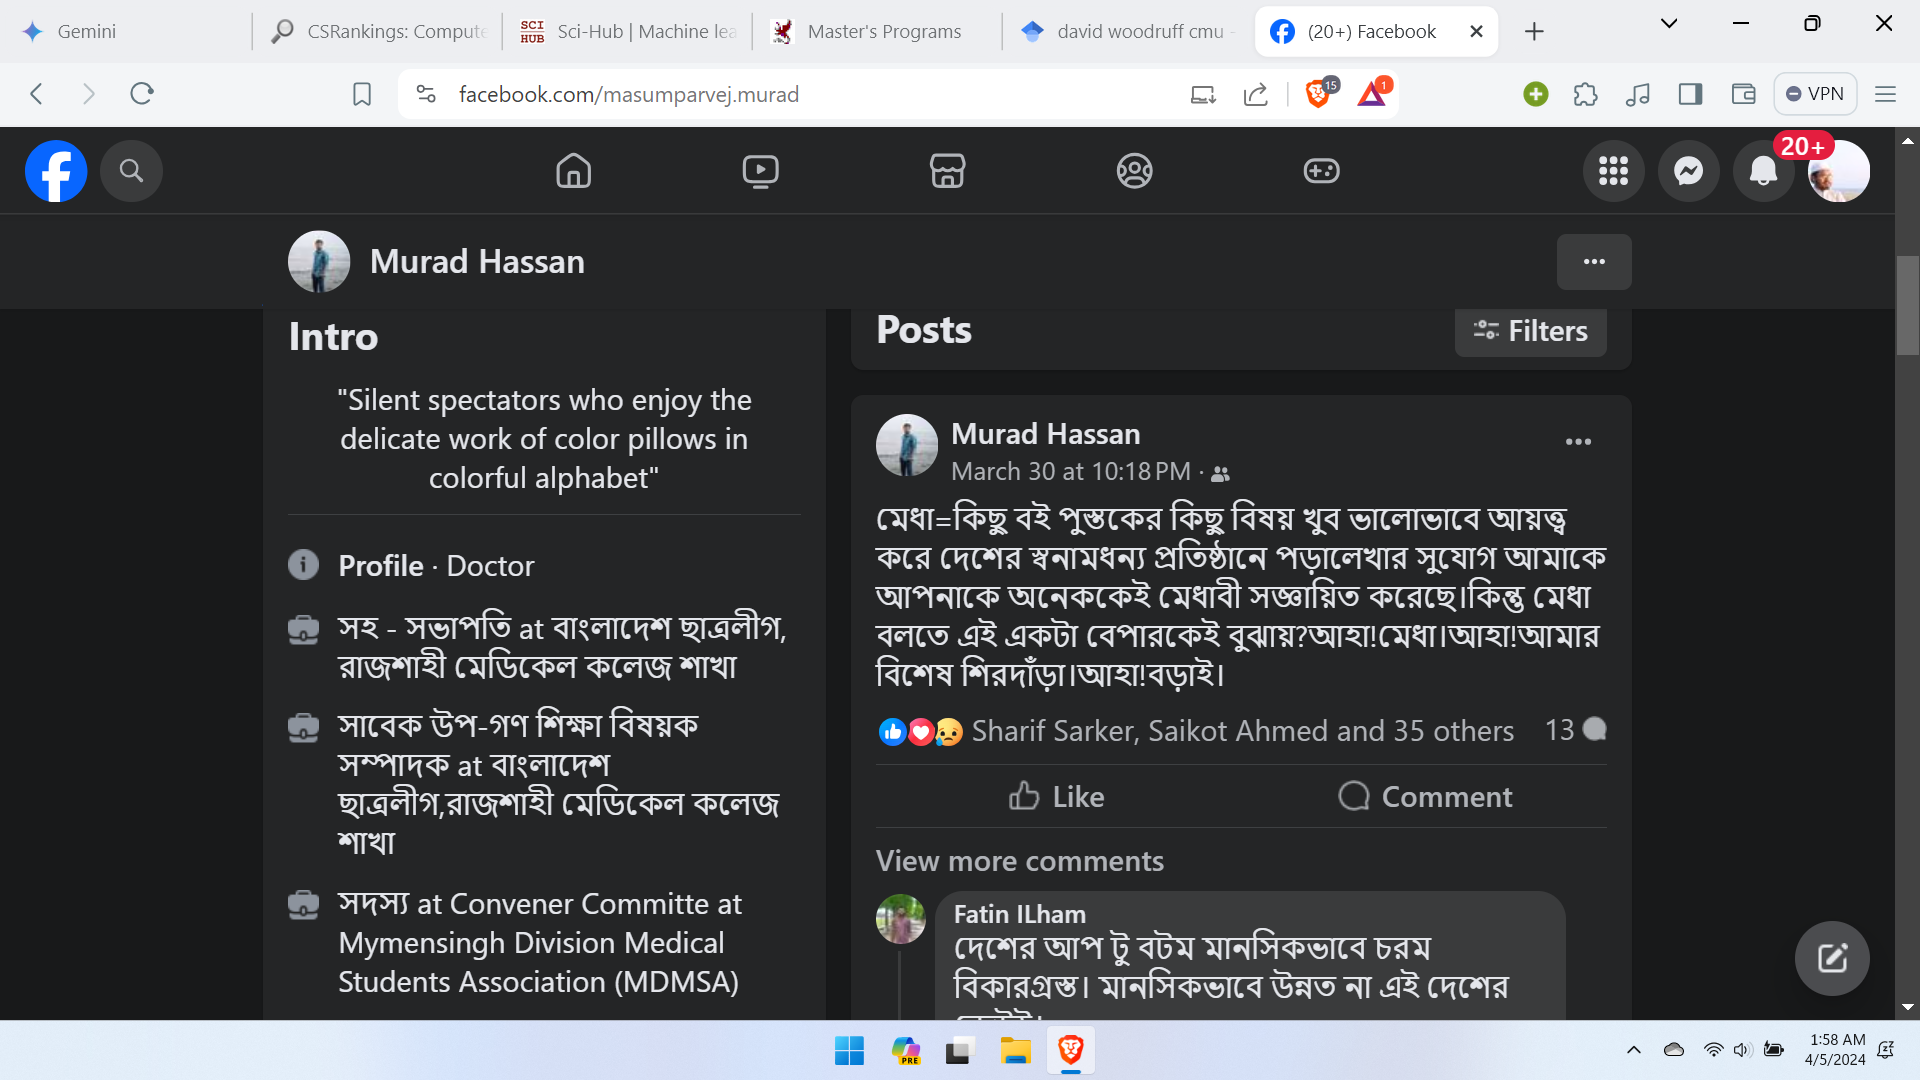 Gemini
CSRankings: Compute
Sci-Hub | Machine lea
Master's Programs
david woodruff cmu -
(20+) Facebook
facebook.com/masumparvej.murad
15
1
VPN
20+
Murad Hassan
Intro
"Silent spectators who enjoy the
delicate work of color pillows in
colorful alphabet"
Profile · Doctor
সহ - সভাপতি at বাংলাদেশ ছাত্রলীগ,
রাজশাহী মেডিকেল কলেজ শাখা
সাবেক উপ-গণ শিক্ষা বিষয়ক
সম্পাদক at বাংলাদেশ
ছাত্রলীগ,রাজশাহী মেডিকেল কলেজ
শাখা
সদস্য at Convener Committe at
Mymensingh Division Medical
Students Association (MDMSA)
Posts
Filters
Murad Hassan
March 30 at 10:18 PM ·
মেধা=কিছু বই পুস্তকের কিছু বিষয় খুব ভালোভাবে আয়ত্ত্ব
করে দেশের স্বনামধন্য প্রতিষ্ঠানে পড়ালেখার সুযোগ আমাকে
আপনাকে অনেককেই মেধাবী সজ্ঞায়িত করেছে।কিন্তু মেধা
বলতে এই একটা বেপারকেই বুঝায়?আহা!মেধা।আহা!আমার
বিশেষ শিরদাঁড়া।আহা!বড়াই।
Sharif Sarker, Saikot Ahmed and 35 others
13
Like
Comment
View more comments
Fatin ILham
দেশের আপ টু বটম মানসিকভাবে চরম
বিকারগ্রস্ত। মানসিকভাবে উন্নত না এই দেশের
PRE
1:58 AM
4/5/2024